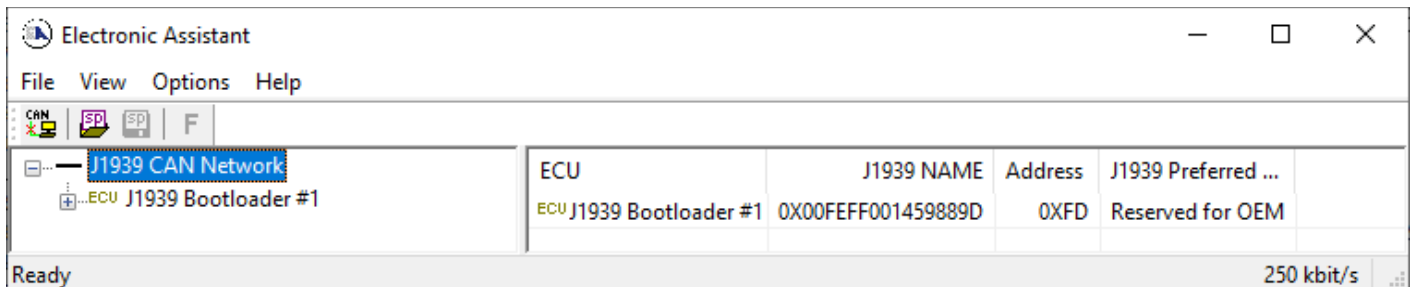 Electronic Assistant
File View Options Help
CAN SP SP F
J1939 CAN Network
ECU J1939 Bootloader #1
ECU J1939 NAME Address J1939 Preferred ...
ECU J1939 Bootloader #1 0X00FEFF001459889D 0XFD Reserved for OEM
Ready 250 kbit/s